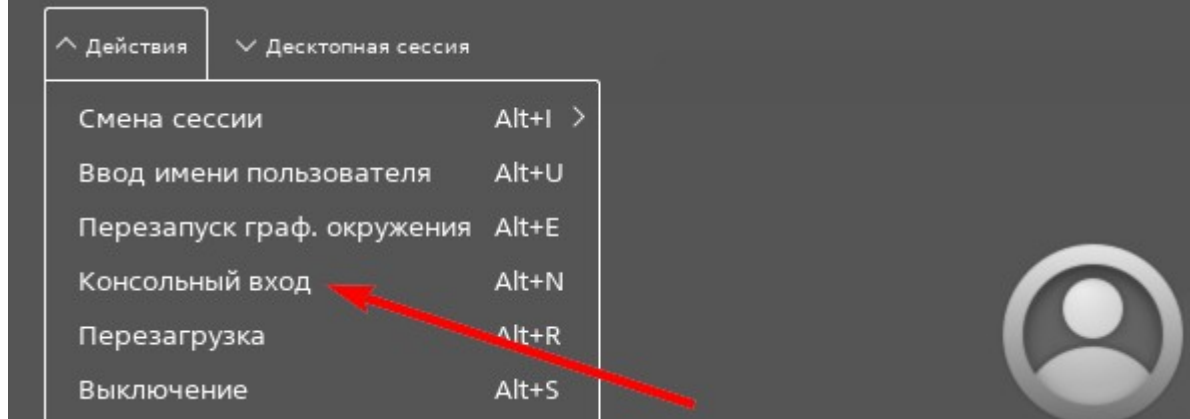 Действия Десктопная сессия
Смена сессии Alt+I
Ввод имени пользователя Alt+U
Перезапуск граф. окружения Alt+E
Консольный вход Alt+N
Перезагрузка Alt+R
Выключение Alt+S